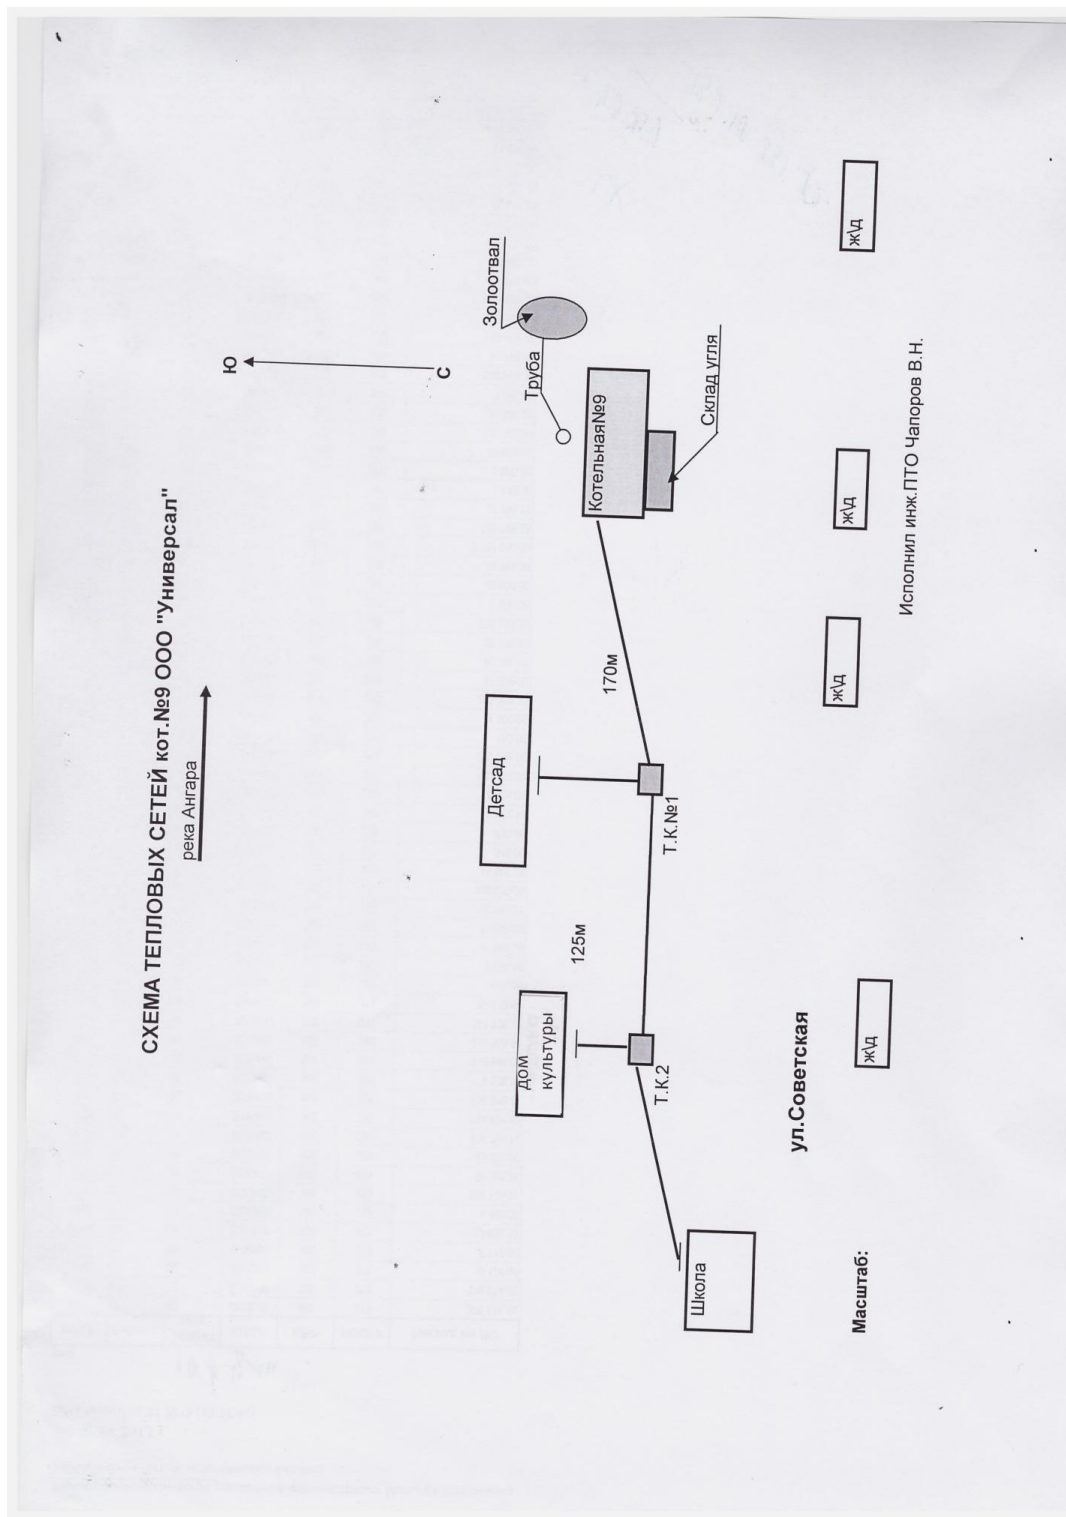 СХЕМА ТЕПЛОВЫХ СЕТЕЙ кот.№9 ООО "Универсал"
река Ангара
Ю
С
Золоотвал
Труба
Котельная№9
Склад угля
Детсад
170м
125м
дом
культуры
Т.К.№1
Т.К.2
Школа
ул.Советская
ж\д
ж\д
ж\д
ж\д
Масштаб:
Исполнил инж.ПТО Чапоров В.Н.